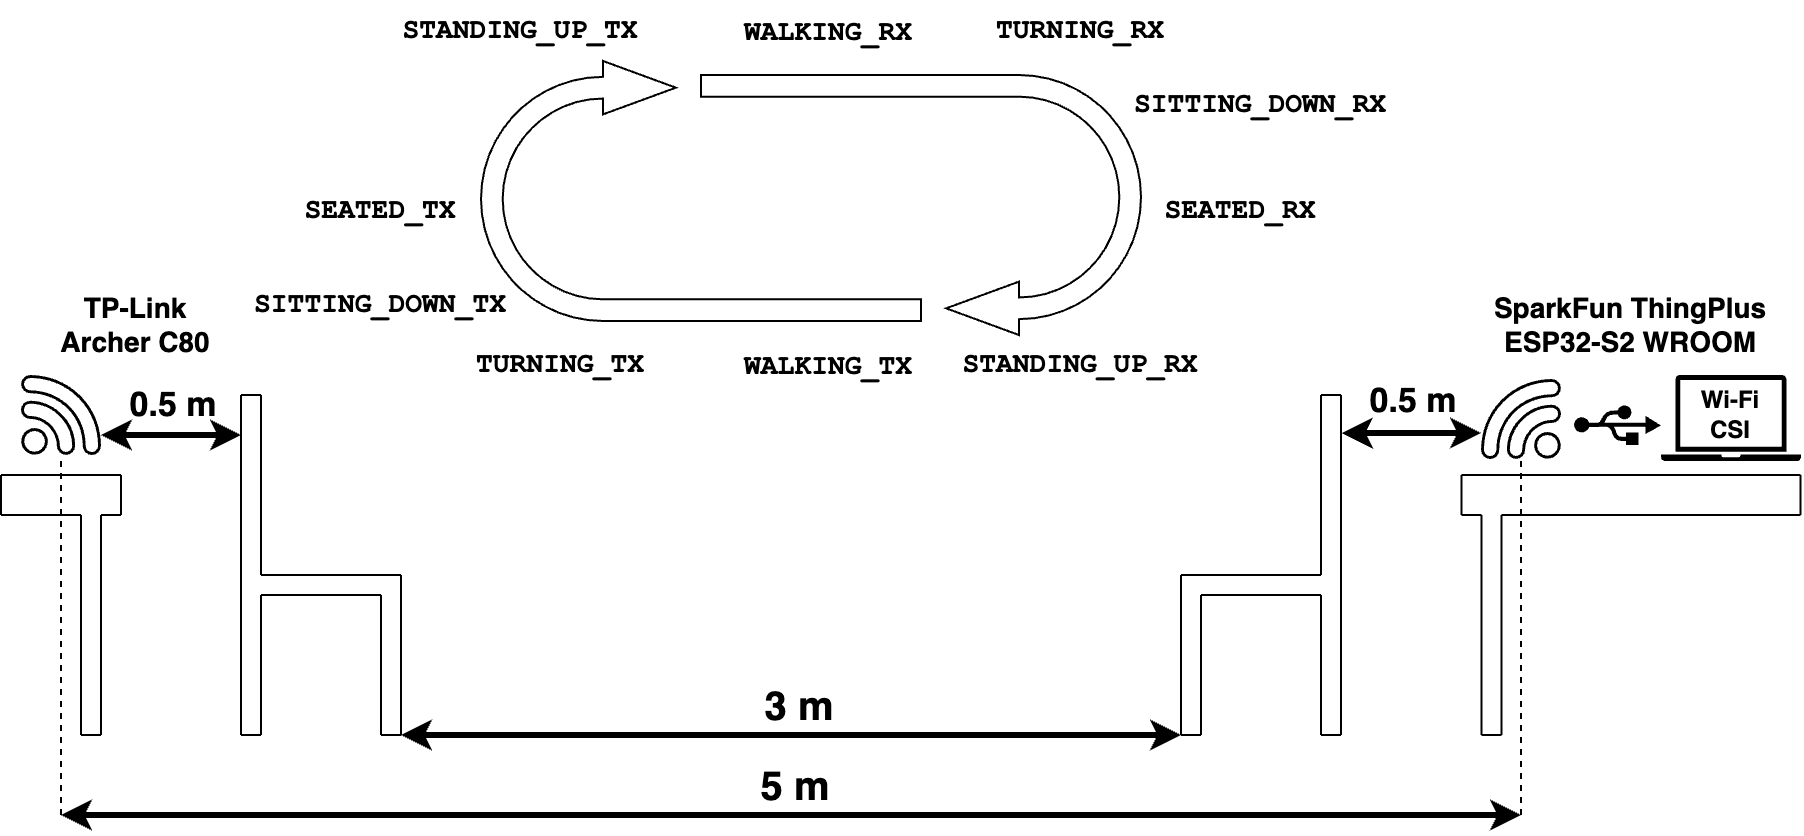 STANDING_UP_TX
WALKING_RX
TURNING_RX
SITTING_DOWN_RX
SEATED_TX
SEATED_RX
SITTING_DOWN_TX
TURNING_TX
WALKING_TX
STANDING_UP_RX
TP-Link
Archer C80
SparkFun ThingPlus
ESP32-S2 WROOM
0.5 m
0.5 m
Wi-Fi
CSI
3 m
5 m